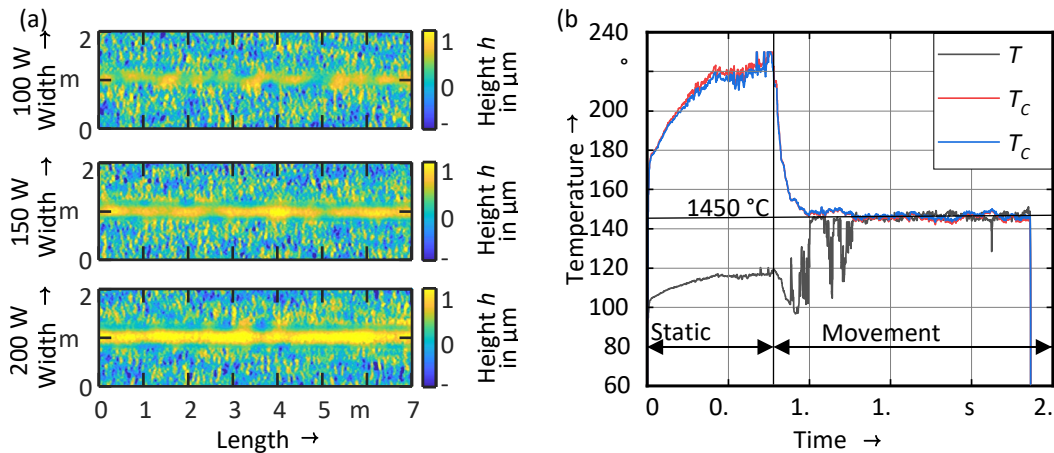 (a)
100 W
Width →
2
m
0
1
0
-
Height h
in µm
150 W
Width →
2
m
0
1
0
-
Height h
in µm
200 W
Width →
2
m
0
1
0
-
Height h
in µm
0 1 2 3 4 5 m 7
Length →
(b)
Temperature →
240
°
200
180
160
140
120
100
80
60
T
T_C
T_C
1450 °C
Static
Movement
0 0. 1. 1. s 2.
Time →